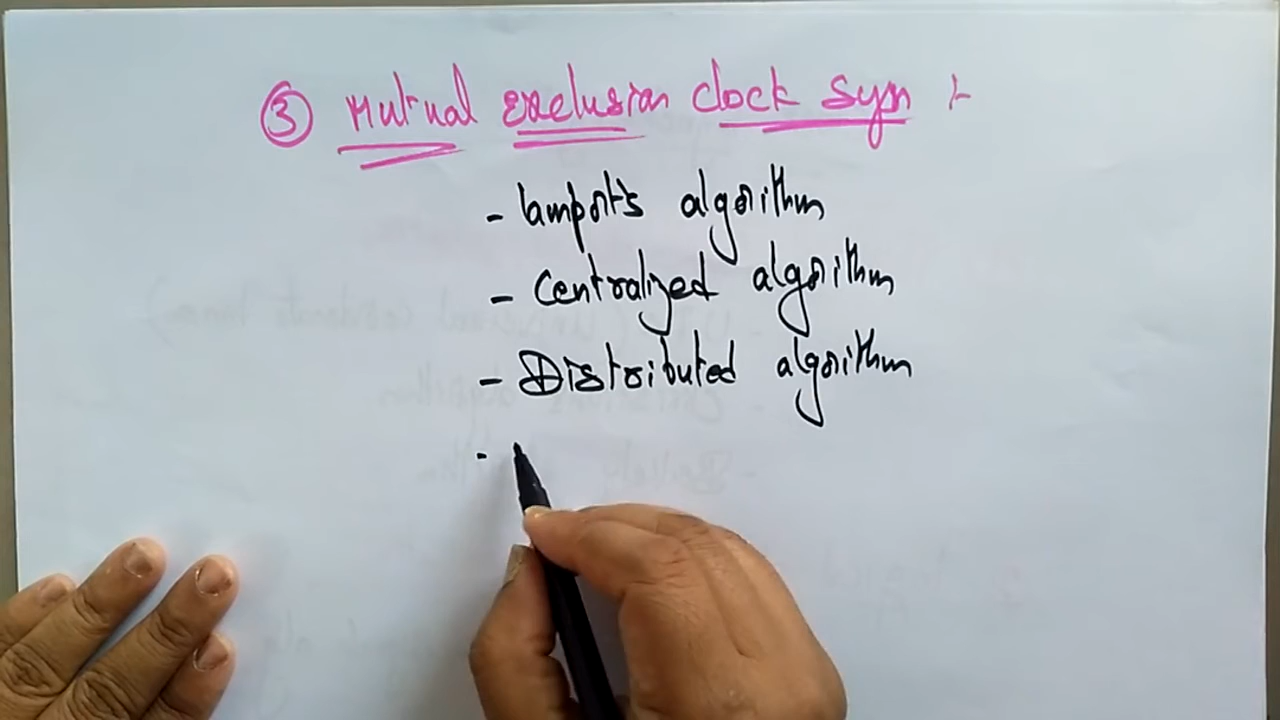 ③ Mutual exclusion clock syn :-
- lamport's algorithm
- Centralized algorithm
- Distributed algorithm
-